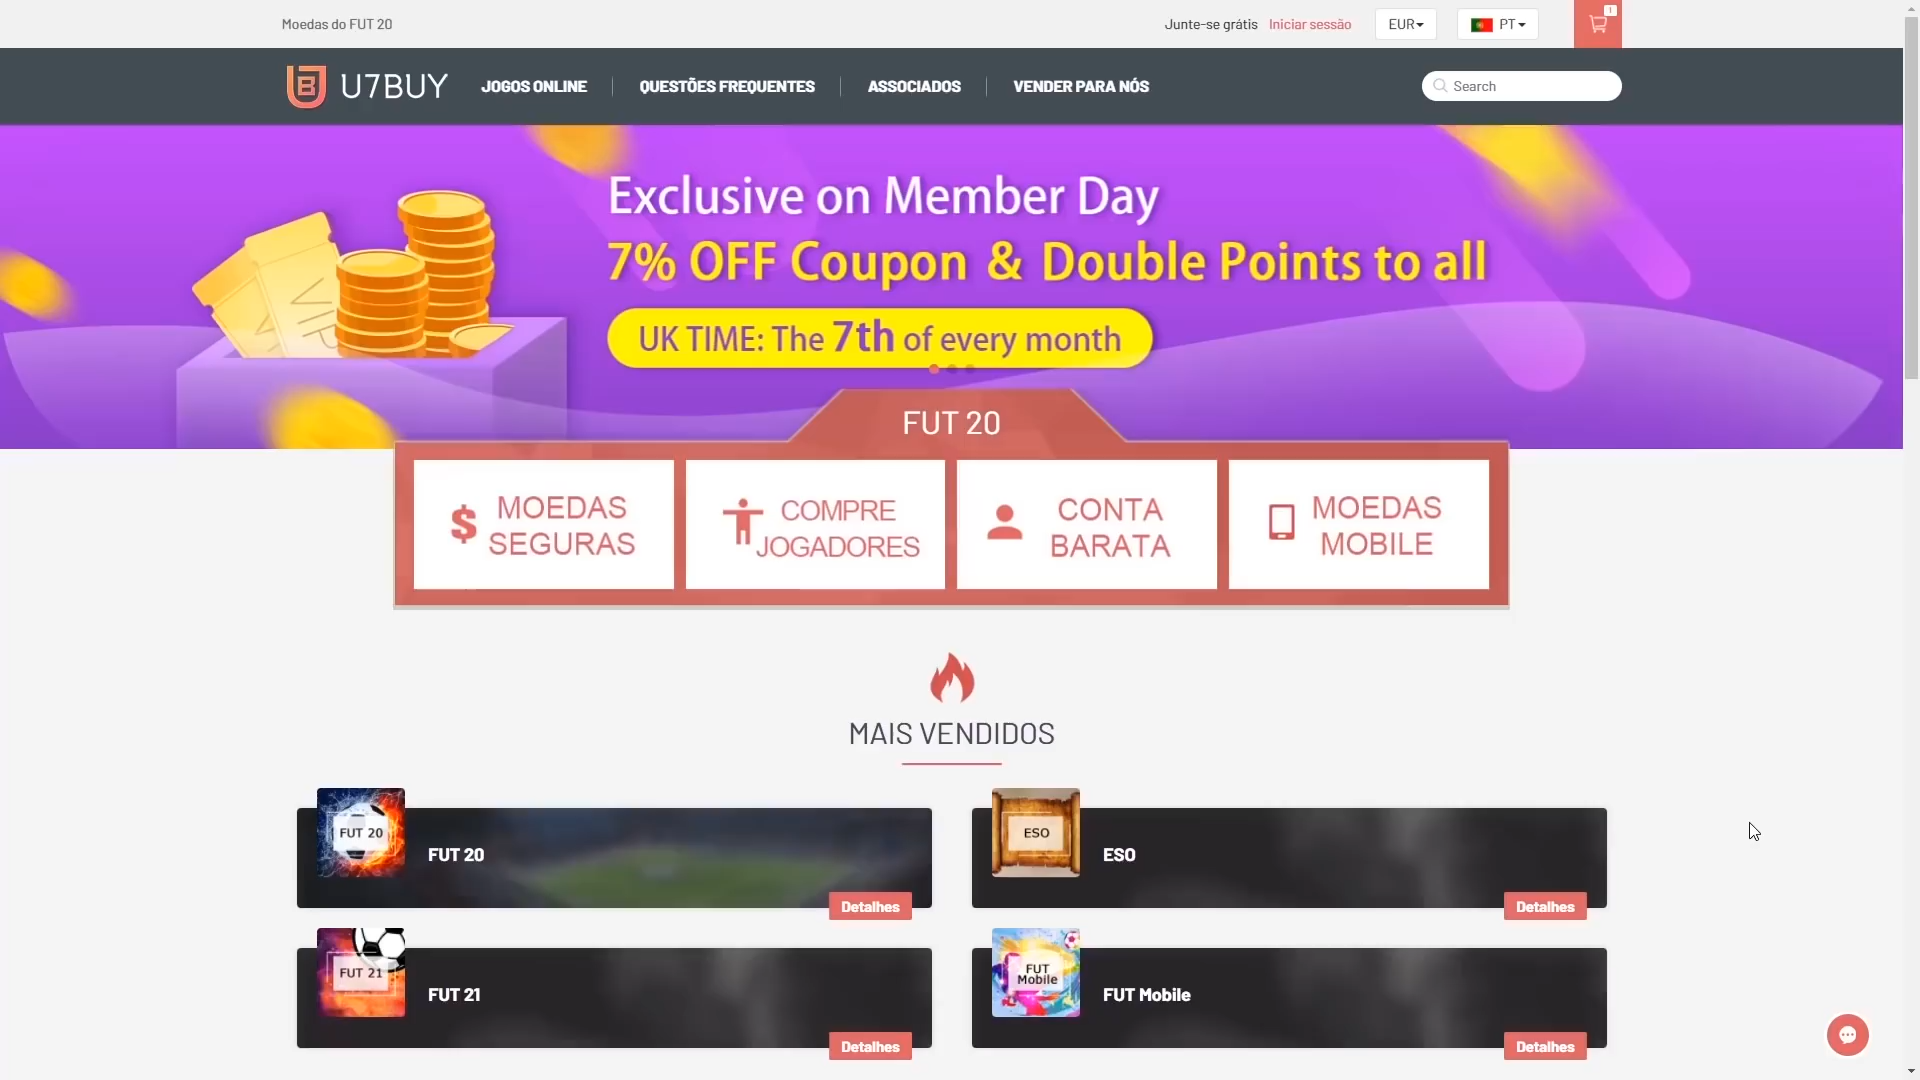 Moedas do FUT 20
Junte-se grátis Iniciar sessão EUR PT 1
U7BUY JOGOS ONLINE QUESTÕES FREQUENTES ASSOCIADOS VENDER PARA NÓS Search
Exclusive on Member Day
7% OFF Coupon & Double Points to all
UK TIME: The 7th of every month
VIP
FUT 20
$ MOEDAS
SEGURAS
COMPRE
JOGADORES
CONTA
BARATA
MOEDAS
MOBILE
MAIS VENDIDOS
FUT 20
FUT 20
Detalhes
ESO
ESO
Detalhes
FUT 21
FUT 21
Detalhes
FUT
Mobile
FUT Mobile
Detalhes